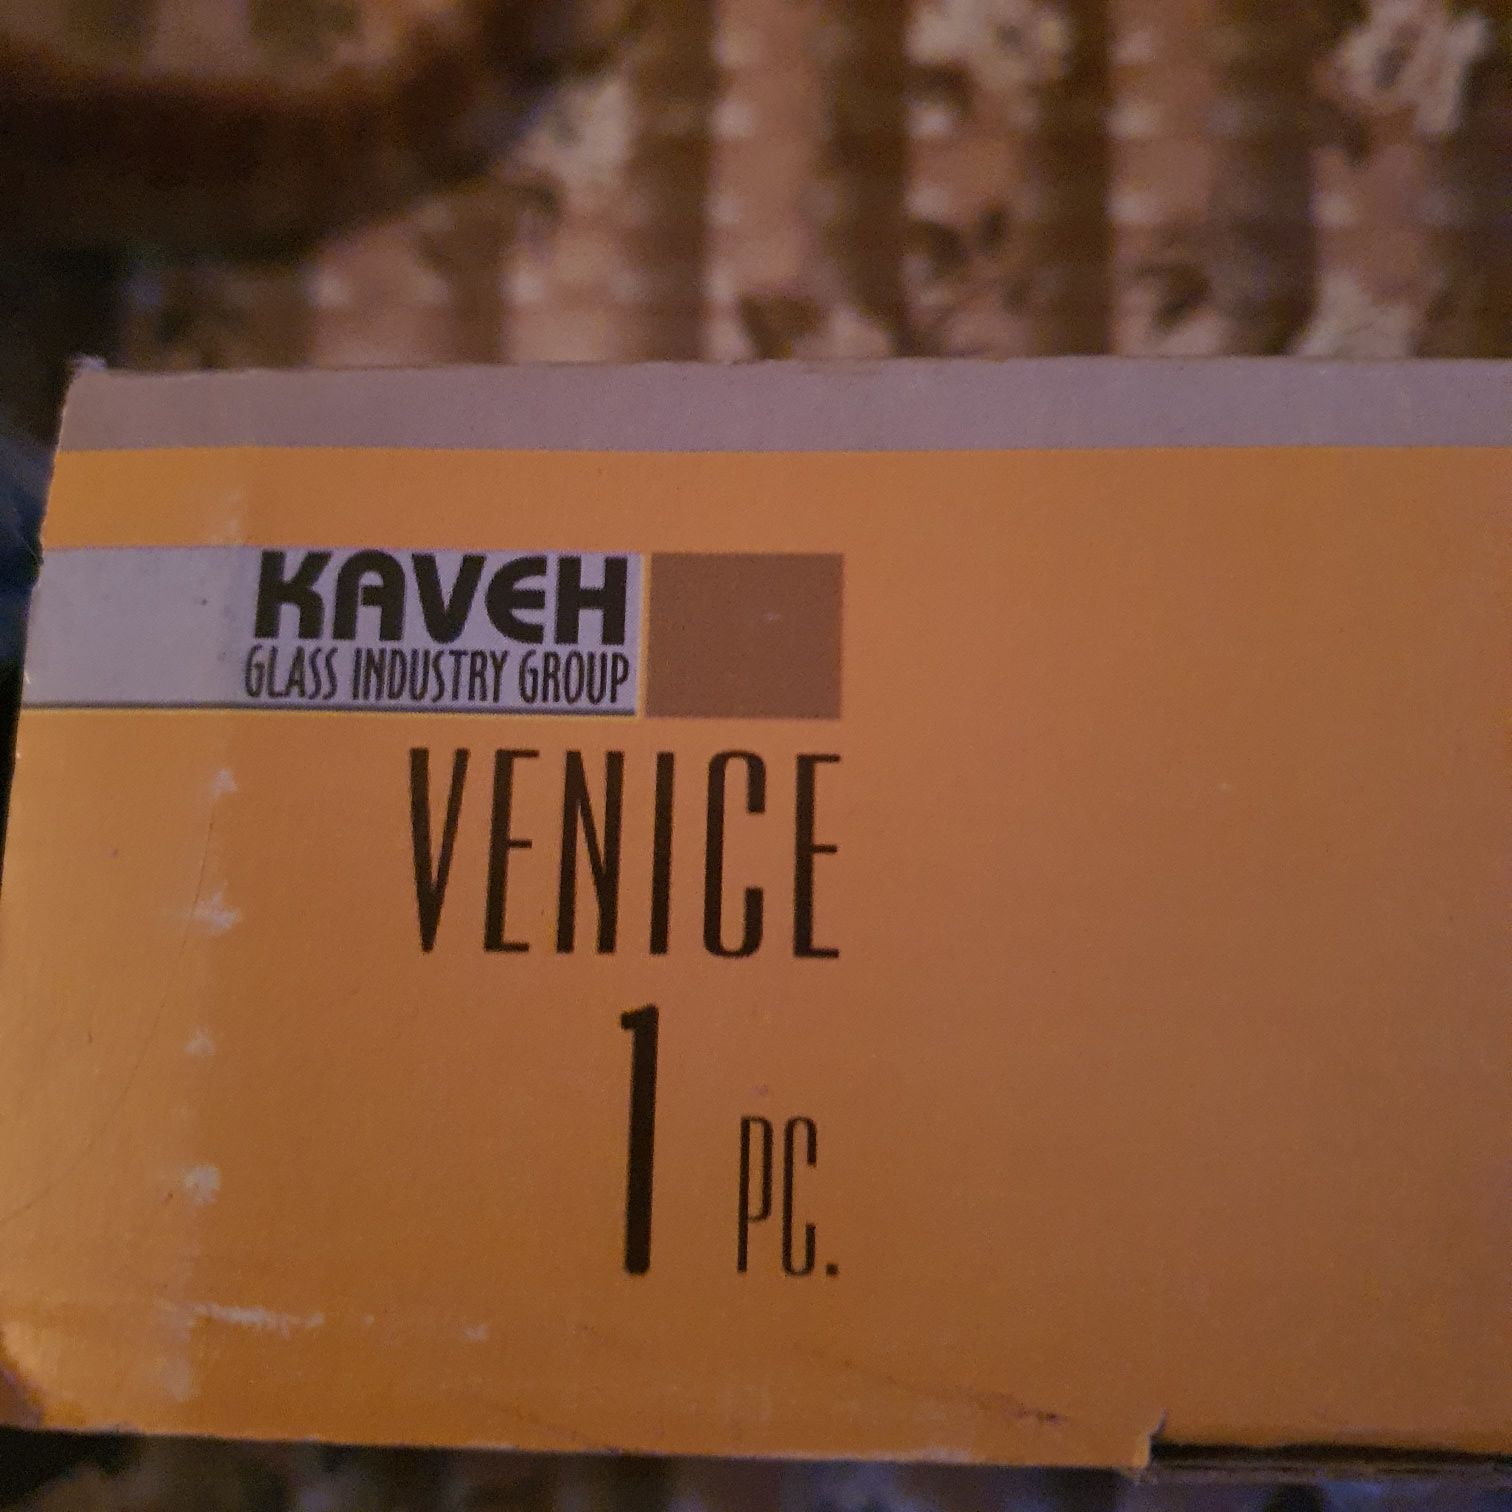 KAVEH
GLASS INDUSTRY GROUP
VENICE
1 PC.